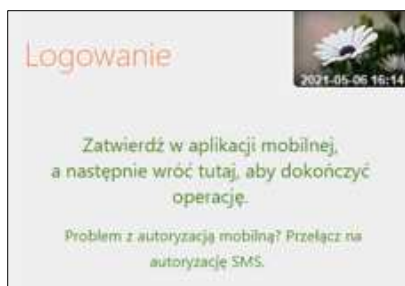 Logowanie
2021-05-06 16:14
Zatwierdź w aplikacji mobilnej,
a następnie wróć tutaj, aby dokończyć
operację.
Problem z autoryzacją mobilną? Przełącz na
autoryzację SMS.